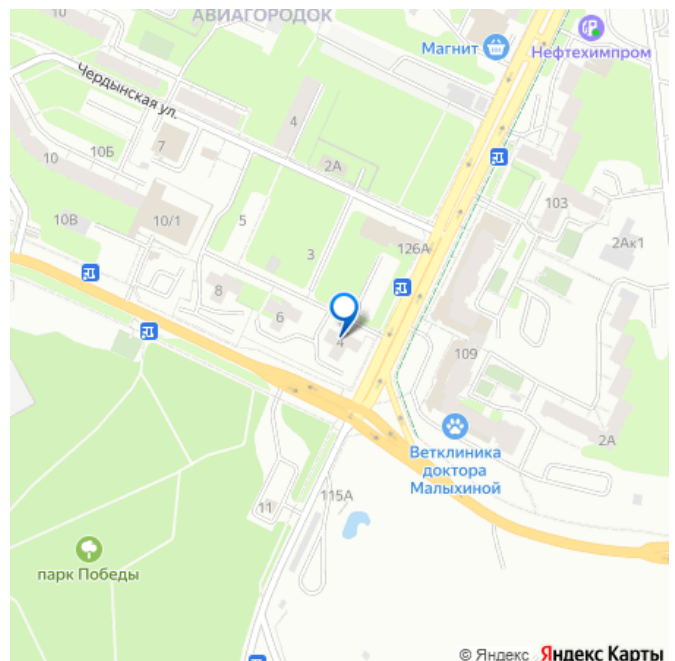 АВИАГОРОДОК
10
Магнит
Нефтехимпром
Чердынская ул.
4
10Б
7
10
2А
103
10В
10/1
5
3
126А
2Ак1
8
6
4
109
2А
Ветклиника
доктора
Малыхиной
115А
11
парк Победы
© Яндекс Яндекс Карты